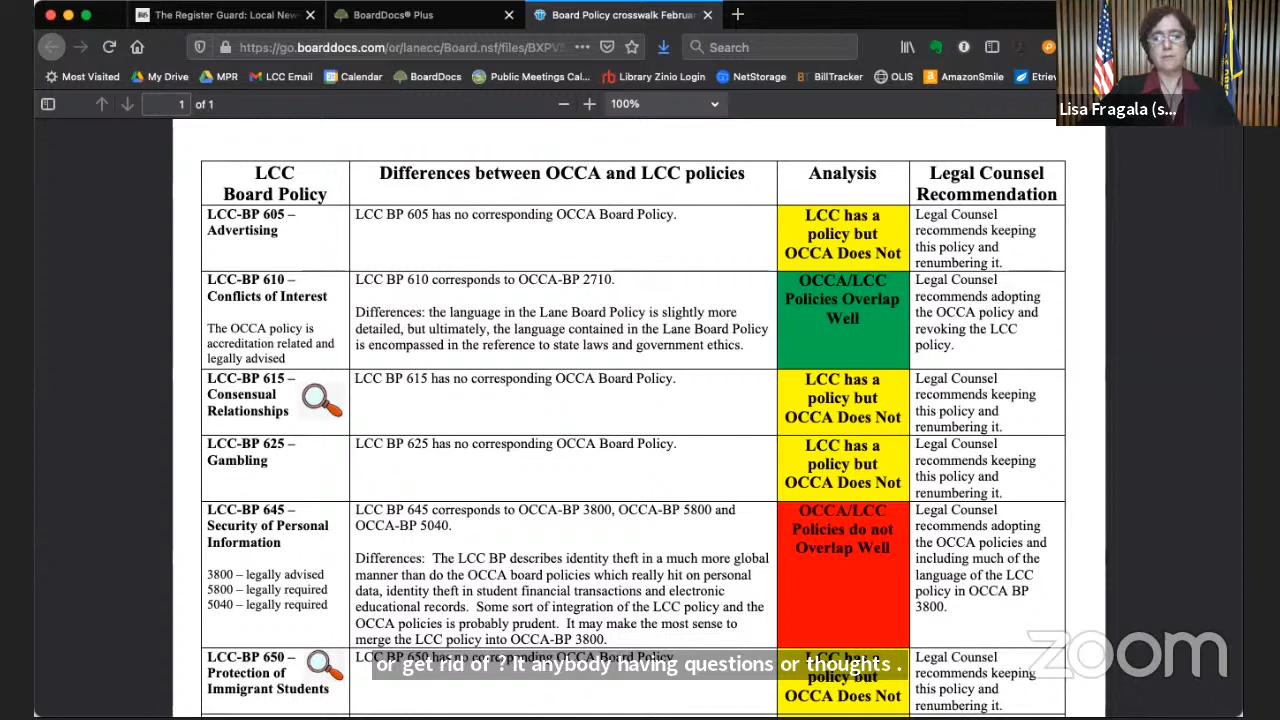 The Register Guard: Local New
BoardDocs® Plus
Board Policy crosswalk Februar
https://go.boarddocs.com/or/lanecc/Board.nsf/files/BXPV
Search
Most Visited
My Drive
MPR
LCC Email
Calendar
BoardDocs
Public Meetings Cal...
Library Zinio Login
NetStorage
BillTracker
OLIS
AmazonSmile
Etriev
1 of 1
100%
Lisa Fragala (s...
LCC
Board Policy
Differences between OCCA and LCC policies
Analysis
Legal Counsel
Recommendation
LCC-BP 605 –
Advertising
LCC BP 605 has no corresponding OCCA Board Policy.
LCC has a
policy but
OCCA Does Not
Legal Counsel
recommends keeping
this policy and
renumbering it.
LCC-BP 610 –
Conflicts of Interest
The OCCA policy is
accreditation related and
legally advised
LCC BP 610 corresponds to OCCA-BP 2710.
Differences: the language in the Lane Board Policy is slightly more
detailed, but ultimately, the language contained in the Lane Board Policy
is encompassed in the reference to state laws and government ethics.
OCCA/LCC
Policies Overlap
Well
Legal Counsel
recommends adopting
the OCCA policy and
revoking the LCC
policy.
LCC-BP 615 –
Consensual
Relationships
LCC BP 615 has no corresponding OCCA Board Policy.
LCC has a
policy but
OCCA Does Not
Legal Counsel
recommends keeping
this policy and
renumbering it.
LCC-BP 625 –
Gambling
LCC BP 625 has no corresponding OCCA Board Policy.
LCC has a
policy but
OCCA Does Not
Legal Counsel
recommends keeping
this policy and
renumbering it.
LCC-BP 645 –
Security of Personal
Information
3800 – legally advised
5800 – legally required
5040 – legally required
LCC BP 645 corresponds to OCCA-BP 3800, OCCA-BP 5800 and
OCCA-BP 5040.
Differences: The LCC BP describes identity theft in a much more global
manner than do the OCCA board policies which really hit on personal
data, identity theft in student financial transactions and electronic
educational records. Some sort of integration of the LCC policy and the
OCCA policies is probably prudent. It may make the most sense to
merge the LCC policy into OCCA-BP 3800.
OCCA/LCC
Policies do not
Overlap Well
Legal Counsel
recommends adopting
the OCCA policies and
including much of the
language of the LCC
policy in OCCA BP
3800.
LCC-BP 650 –
Protection of
Immigrant Students
LCC BP 650 has no corresponding OCCA Board Policy.
LCC has a
policy but
OCCA Does Not
Legal Counsel
recommends keeping
this policy and
renumbering it.
or get rid of ? It anybody having questions or thoughts .
zoom